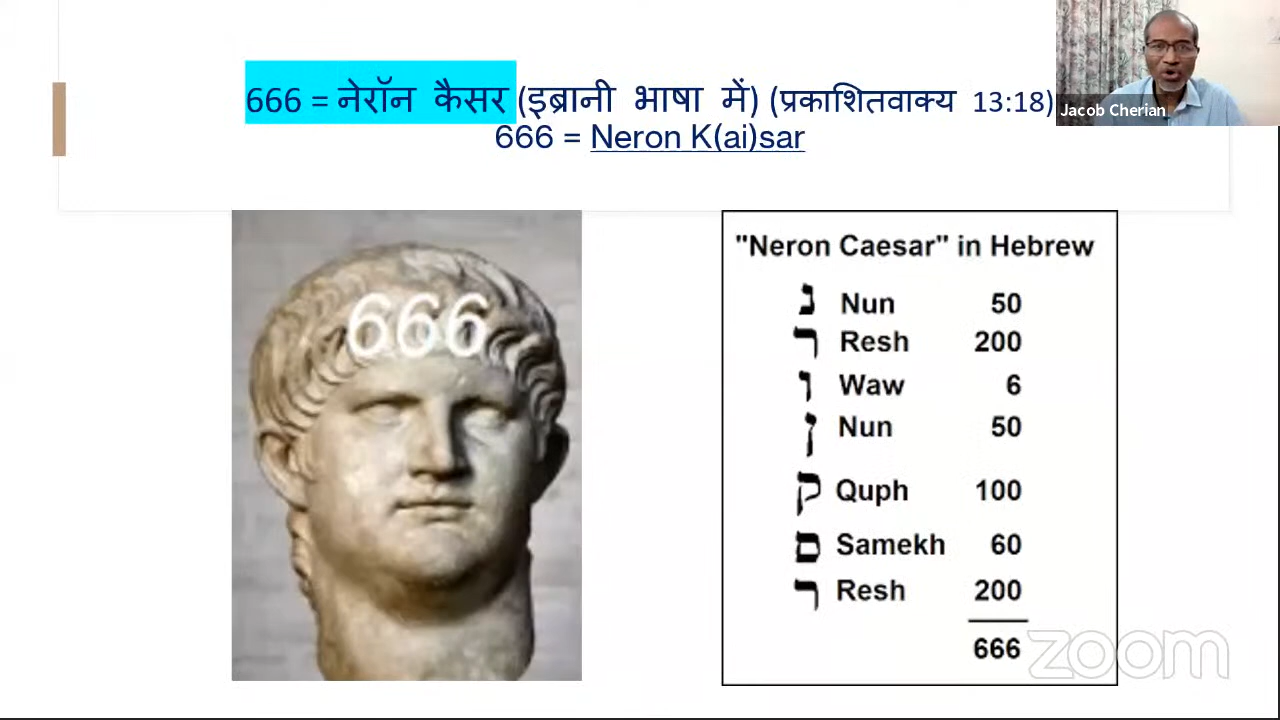 666 = नेरॉन कैसर (इब्रानी भाषा में) (प्रकाशितवाक्य 13:18)
666 = Neron K(ai)sar
Jacob Cherian
666
"Neron Caesar" in Hebrew
נ Nun 50
ר Resh 200
ו Waw 6
ן Nun 50
ק Quph 100
ם Samekh 60
ר Resh 200
666
zoom